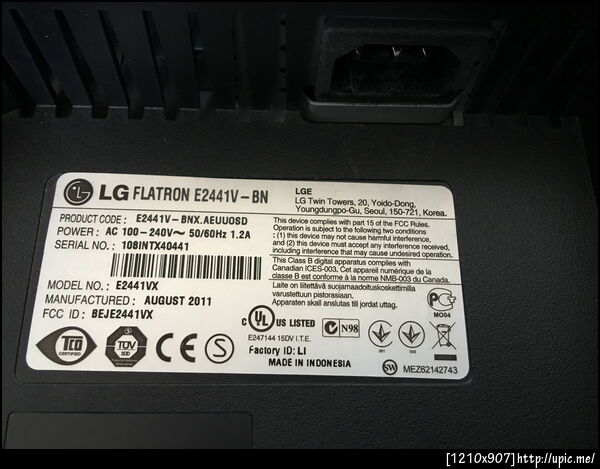 LG FLATRON E2441V-BN
LGE
LG Twin Towers, 20, Yoido-Dong,
Youngdungpo-Gu, Seoul, 150-721, Korea.
PRODUCT CODE : E2441V-BNX.AEUUOSD
POWER : AC 100-240V~ 50/60Hz 1.2A
SERIAL NO. : 108INTX40441
MODEL NO. : E2441VX
MANUFACTURED : AUGUST 2011
FCC ID : BEJE2441VX
This device complies with part 15 of the FCC Rules.
Operation is subject to the following two conditions
: (1) this device may not cause harmful interference,
and (2) this device must accept any interference received,
including interference that may cause undesired operation.
This Class B digital apparatus complies with
Canadian ICES-003. Cet appareil numérique de la
classe B est conforme à la norme NMB-003 du Canada.
Laite on liitettävä suojamaadoituskoskettimilla
varustettuun pistorasiaan.
Apparaten skall anslutas till jordat uttag.
MO04
TCO
CERTIFIED
TÜV
SÜD
CE
S
C UL US LISTED
E247144 15DV I.T.E.
N98
001
Factory ID: LI
MADE IN INDONESIA
SW MEZ62142743
[1210x907]http://upic.me/